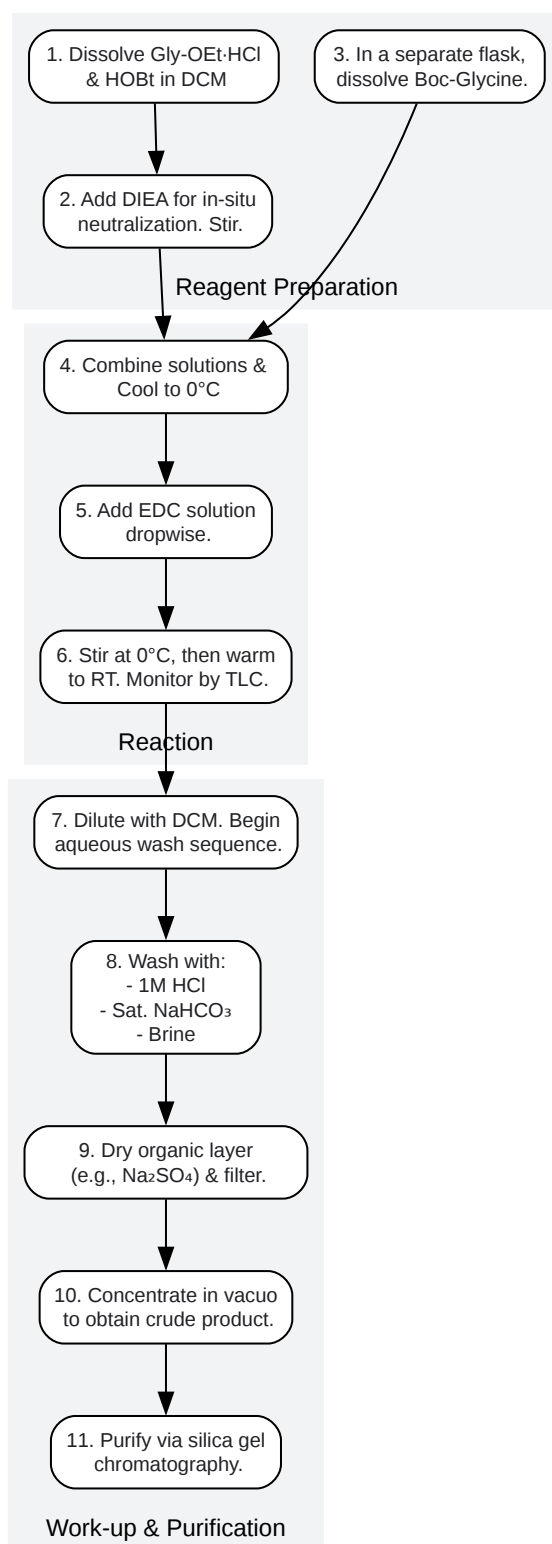 1. Dissolve Gly-OEt·HCl
& HOBt in DCM
3. In a separate flask,
dissolve Boc-Glycine.
2. Add DIEA for in-situ
neutralization. Stir.
Reagent Preparation
4. Combine solutions &
Cool to 0°C
5. Add EDC solution
dropwise.
6. Stir at 0°C, then warm
to RT. Monitor by TLC.
Reaction
7. Dilute with DCM. Begin
aqueous wash sequence.
8. Wash with:
- 1M HCl
- Sat. NaHCO₃
- Brine
9. Dry organic layer
(e.g., Na₂SO₄) & filter.
10. Concentrate in vacuo
to obtain crude product.
11. Purify via silica gel
chromatography.
Work-up & Purification